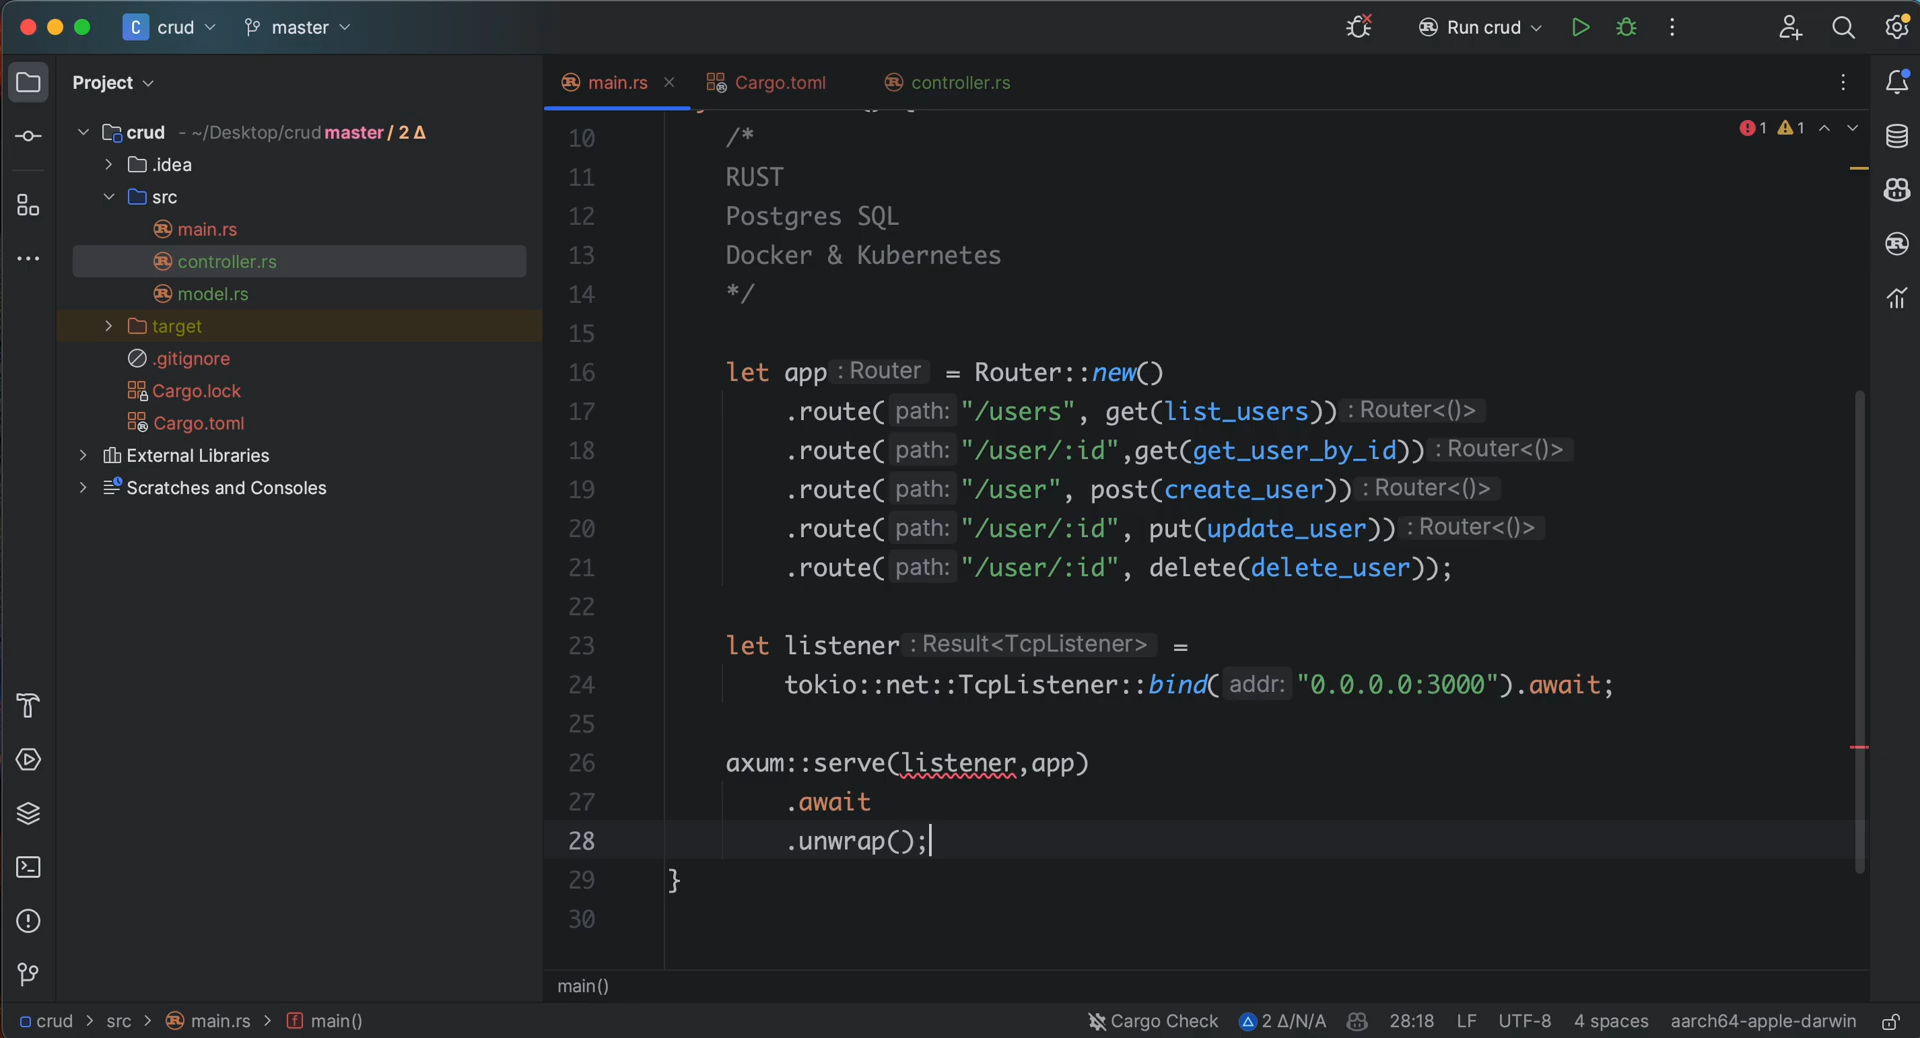 C crud master Run crud
Project
main.rs Cargo.toml controller.rs
crud - ~/Desktop/crud master / 2 Δ
.idea
src
main.rs
controller.rs
model.rs
target
.gitignore
Cargo.lock
Cargo.toml
External Libraries
Scratches and Consoles
1 1
10 /*
11 RUST
12 Postgres SQL
13 Docker & Kubernetes
14 */
15
16 let app : Router = Router::new()
17 .route( path: "/users", get(list_users)) : Router<()>
18 .route( path: "/user/:id",get(get_user_by_id)) : Router<()>
19 .route( path: "/user", post(create_user)) : Router<()>
20 .route( path: "/user/:id", put(update_user)) : Router<()>
21 .route( path: "/user/:id", delete(delete_user));
22
23 let listener : Result<TcpListener> =
24 tokio::net::TcpListener::bind( addr: "0.0.0.0:3000").await;
25
26 axum::serve(listener,app)
27 .await
28 .unwrap();
29 }
30
main()
crud > src > main.rs > main() Cargo Check 2 Δ/N/A 28:18 LF UTF-8 4 spaces aarch64-apple-darwin